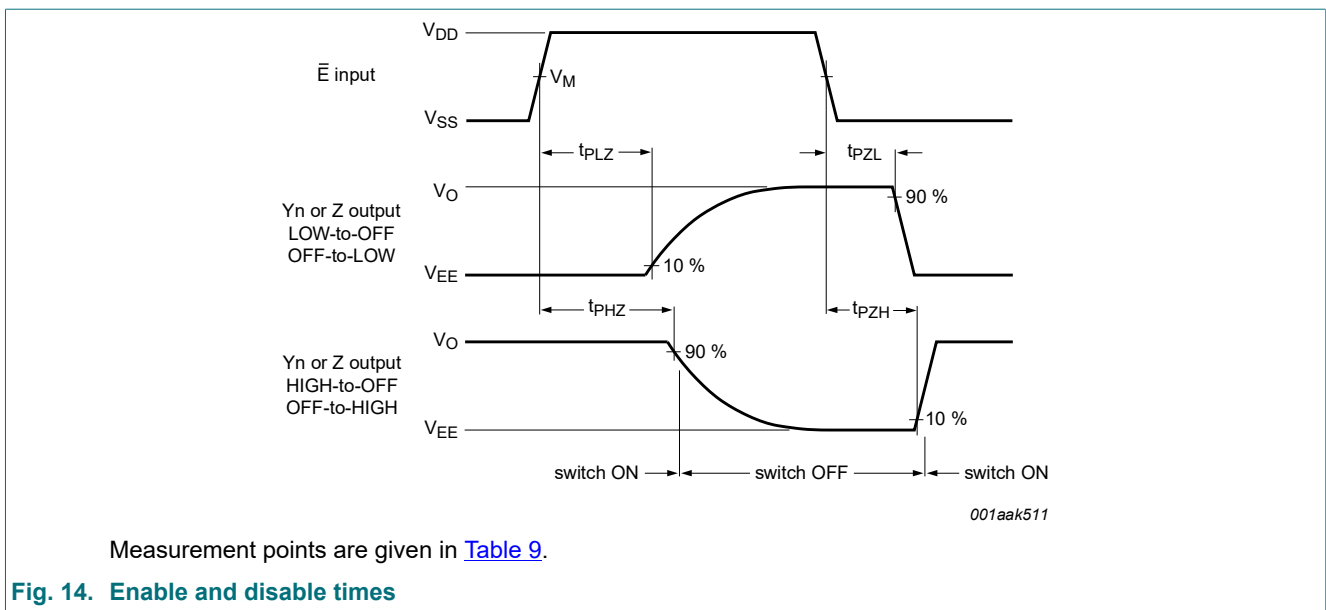 VDD
E̅ input
VM
VSS
tPLZ
tPZL
VO
90 %
Yn or Z output
LOW-to-OFF
OFF-to-LOW
10 %
VEE
tPHZ
tPZH
VO
90 %
Yn or Z output
HIGH-to-OFF
OFF-to-HIGH
10 %
VEE
switch ON
switch OFF
switch ON
001aak511
Measurement points are given in Table 9.
Fig. 14. Enable and disable times